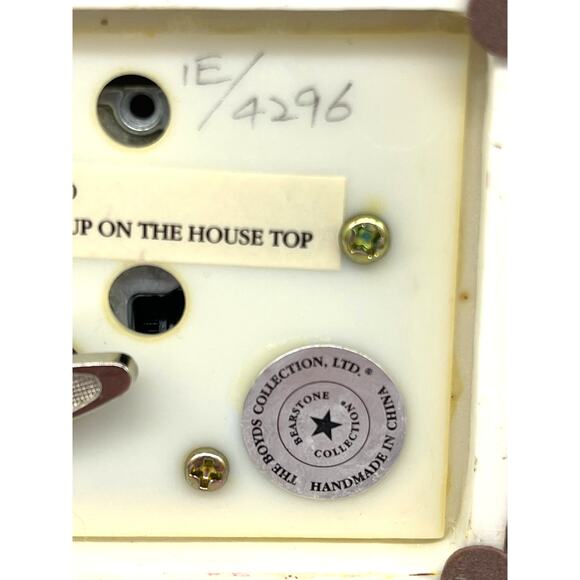 1E/4296
UP ON THE HOUSE TOP
THE BOYDS COLLECTION, LTD.®
HANDMADE IN CHINA
BEARSTONE
COLLECTION®